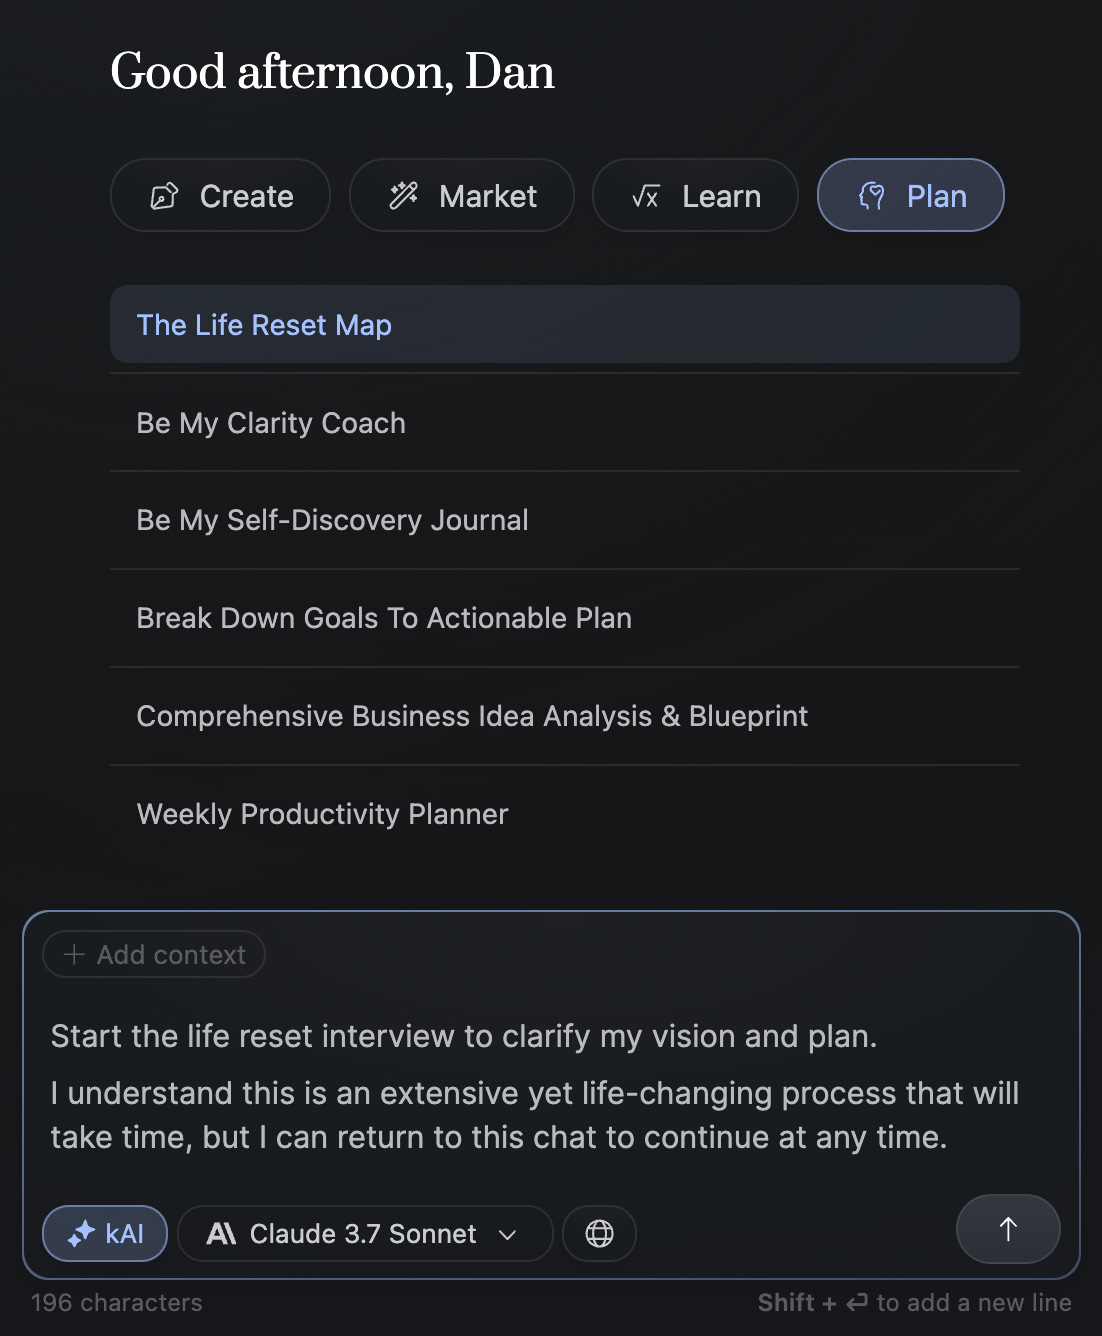 Good afternoon, Dan
Create
Market
Learn
Plan
The Life Reset Map
Be My Clarity Coach
Be My Self-Discovery Journal
Break Down Goals To Actionable Plan
Comprehensive Business Idea Analysis & Blueprint
Weekly Productivity Planner
+ Add context
Start the life reset interview to clarify my vision and plan.
I understand this is an extensive yet life-changing process that will
take time, but I can return to this chat to continue at any time.
kAI
Claude 3.7 Sonnet
196 characters
Shift + ↵ to add a new line